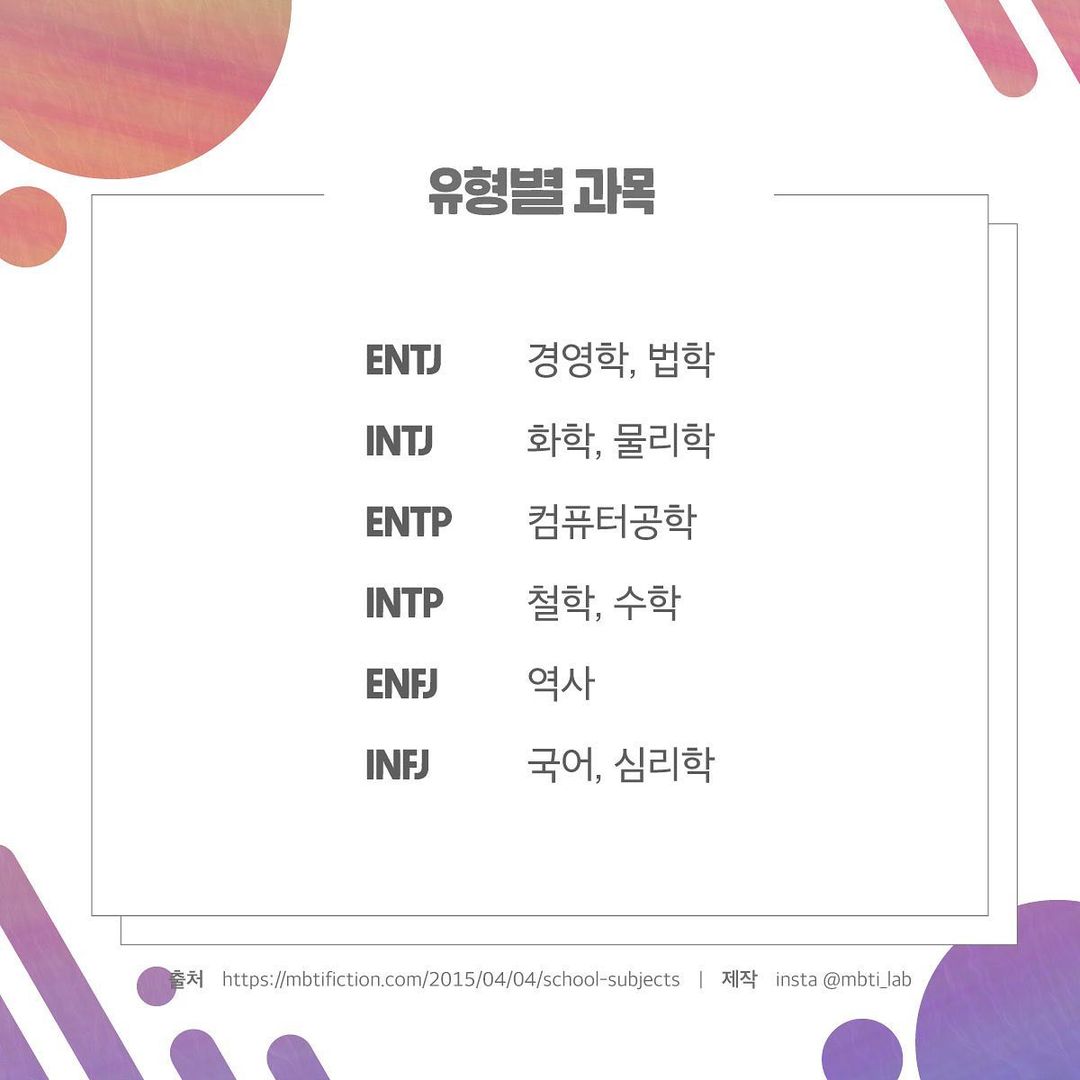 유형별 과목
ENTJ 경영학, 법학
INTJ 화학, 물리학
ENTP 컴퓨터공학
INTP 철학, 수학
ENFJ 역사
INFJ 국어, 심리학
출처 https://mbtifiction.com/2015/04/04/school-subjects | 제작 insta @mbti_lab